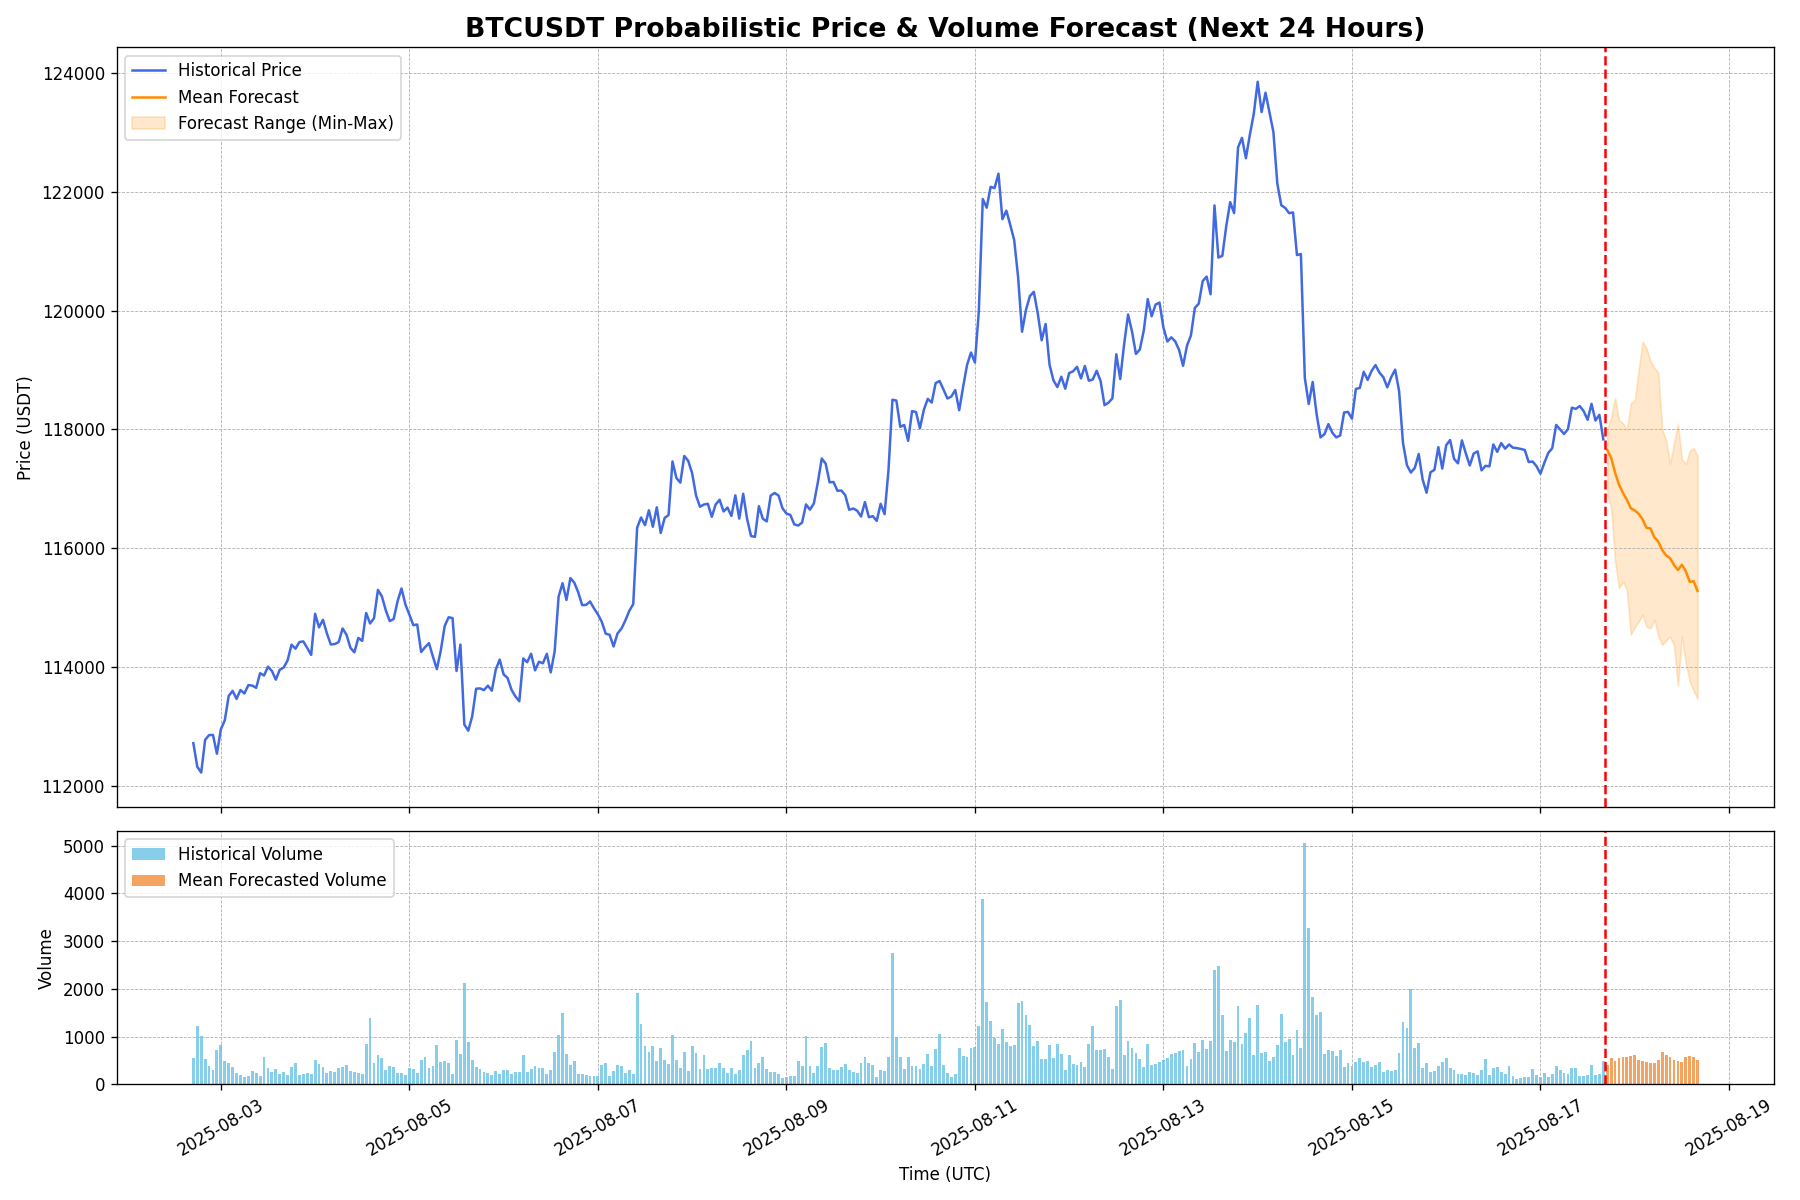 BTCUSDT Probabilistic Price & Volume Forecast (Next 24 Hours)
Historical Price
Mean Forecast
Forecast Range (Min-Max)
124000
122000
120000
118000
116000
114000
112000
Price (USDT)
Historical Volume
Mean Forecasted Volume
5000
4000
3000
2000
1000
0
Volume
2025-08-03
2025-08-05
2025-08-07
2025-08-09
2025-08-11
2025-08-13
2025-08-15
2025-08-17
2025-08-19
Time (UTC)